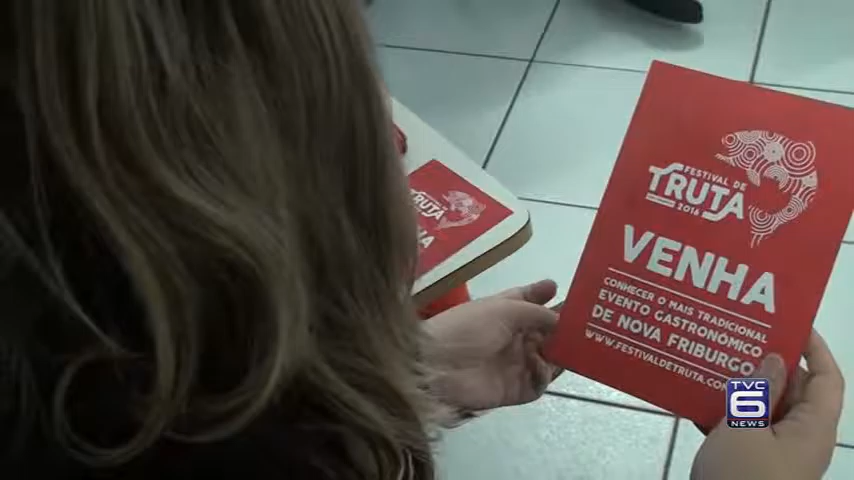 FESTIVAL DE
TRUTA
2016
VENHA
CONHECER O MAIS TRADICIONAL
EVENTO GASTRONÔMICO
DE NOVA FRIBURGO
WWW.FESTIVALDETRUTA.COM
TVC
6
NEWS